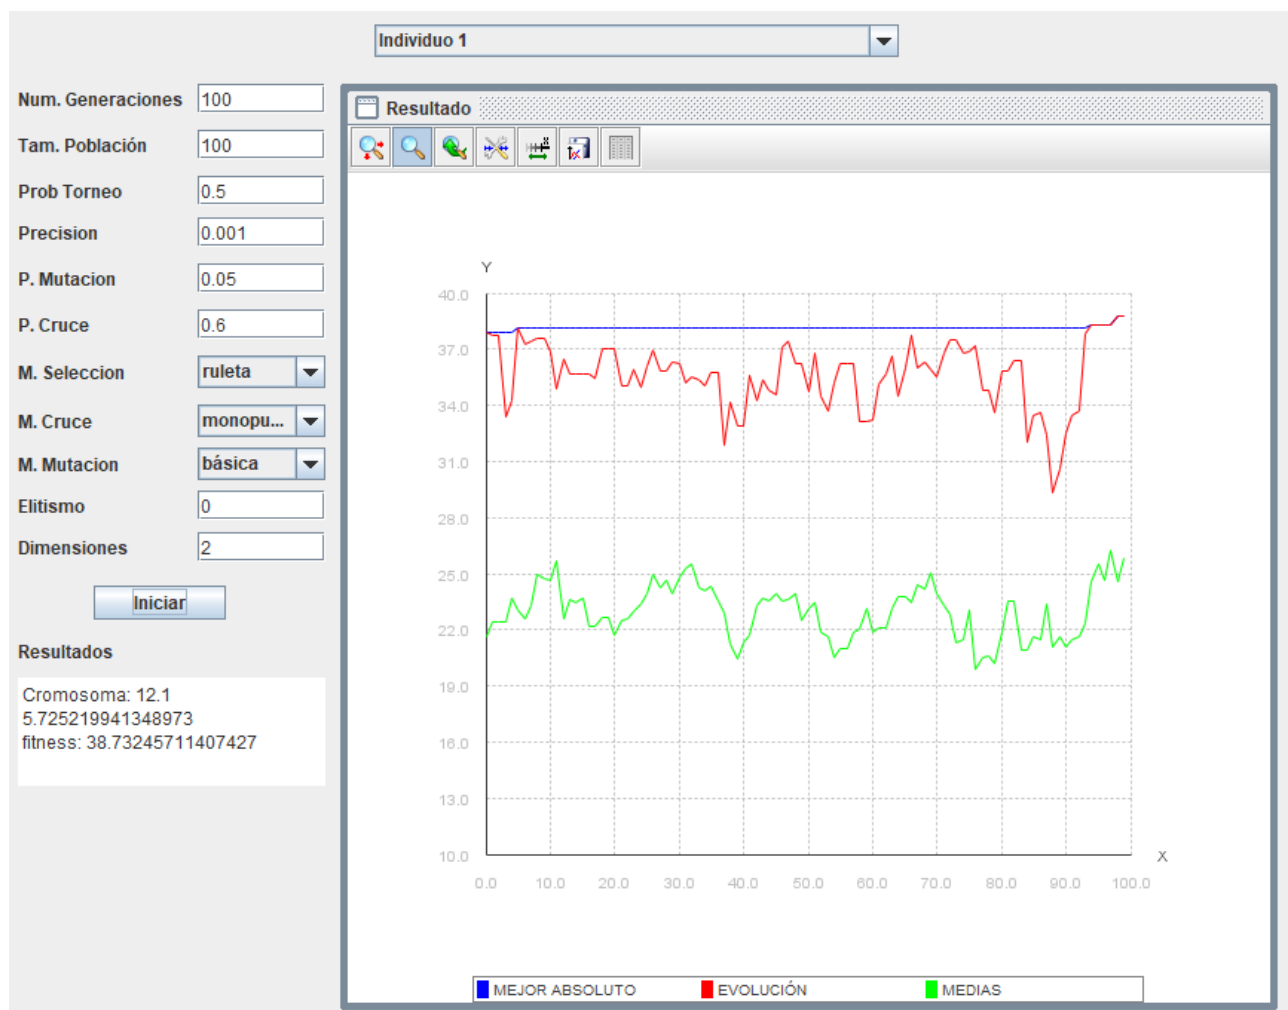 Individuo 1
Num. Generaciones 100
Tam. Población 100
Prob Torneo 0.5
Precision 0.001
P. Mutacion 0.05
P. Cruce 0.6
M. Seleccion ruleta
M. Cruce monopu...
M. Mutacion básica
Elitismo 0
Dimensiones 2
Iniciar
Resultados
Cromosoma: 12.1
5.725219941348973
fitness: 38.73245711407427
Resultado
Y
40.0
37.0
34.0
31.0
28.0
25.0
22.0
19.0
16.0
13.0
10.0
X
0.0 10.0 20.0 30.0 40.0 50.0 60.0 70.0 80.0 90.0 100.0
MEJOR ABSOLUTO EVOLUCIÓN MEDIAS